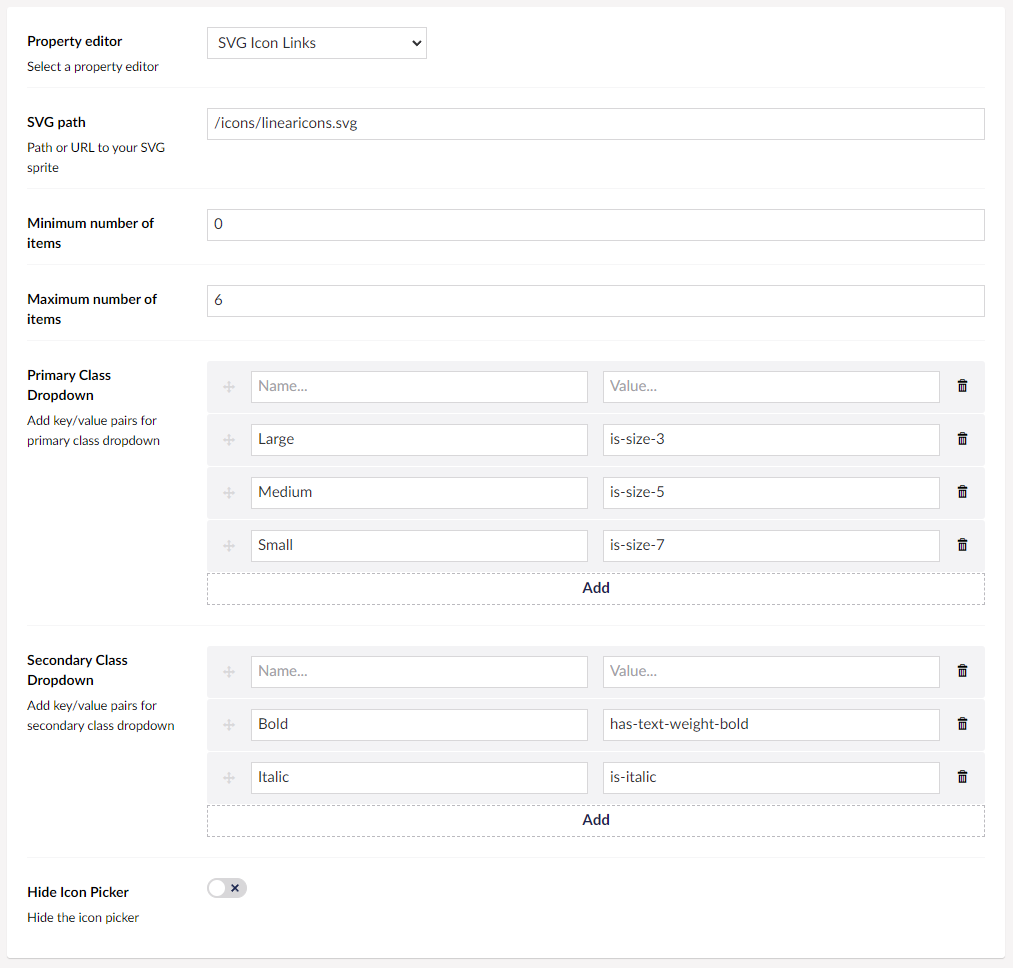 Property editor
SVG Icon Links
Select a property editor
SVG path
/icons/linearicons.svg
Path or URL to your SVG
sprite
Minimum number of
items
0
Maximum number of
items
6
Primary Class
Dropdown
Add key/value pairs for
primary class dropdown
Name... Value...
Large is-size-3
Medium is-size-5
Small is-size-7
Add
Secondary Class
Dropdown
Add key/value pairs for
secondary class dropdown
Name... Value...
Bold has-text-weight-bold
Italic is-italic
Add
Hide Icon Picker
Hide the icon picker